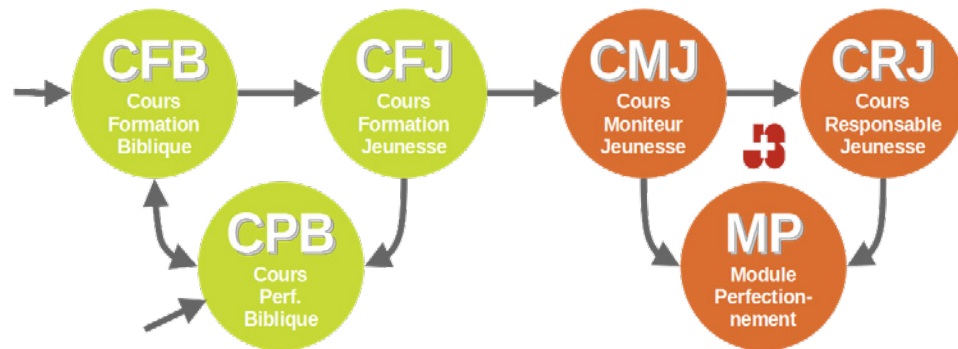 CFB
Cours
Formation
Biblique
CFJ
Cours
Formation
Jeunesse
CMJ
Cours
Moniteur
Jeunesse
CRJ
Cours
Responsable
Jeunesse
CPB
Cours
Perf.
Biblique
MP
Module
Perfection-
nement